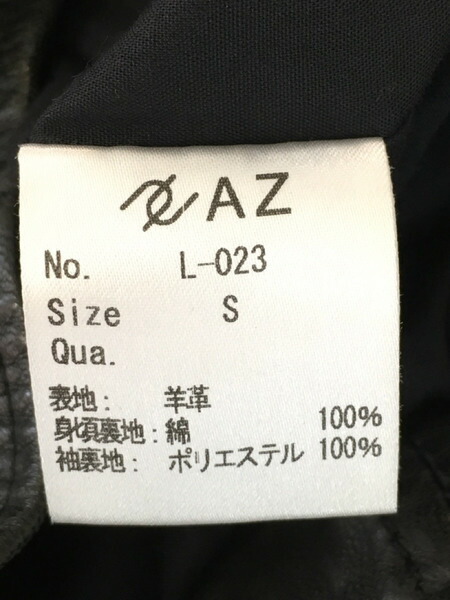 AZ
No. L-023
Size S
Qua.
表地: 羊革
身頃裏地:綿 100%
袖裏地: ポリエステル 100%